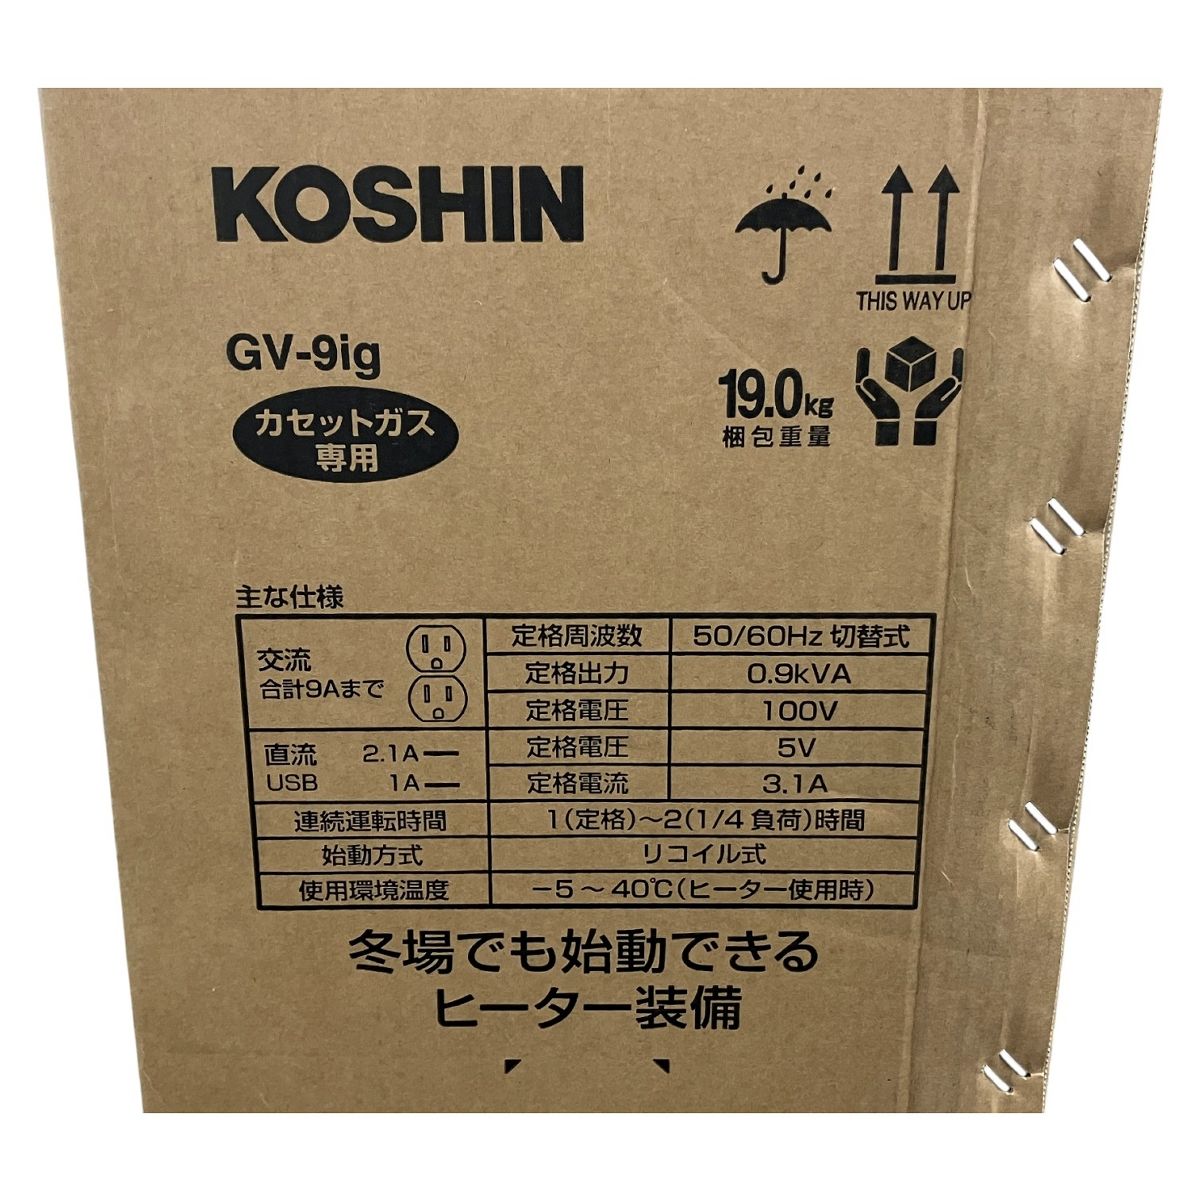 KOSHIN
THIS WAY UP
GV-9ig
カセットガス
専用
19.0kg
梱包重量
主な仕様
交流
合計9Aまで
定格周波数 50/60Hz 切替式
定格出力 0.9kVA
定格電圧 100V
直流 2.1A
USB 1A
定格電圧 5V
定格電流 3.1A
連続運転時間 1(定格)～2(1/4負荷)時間
始動方式 リコイル式
使用環境温度 −5～40℃(ヒーター使用時)
冬場でも始動できる
ヒーター装備